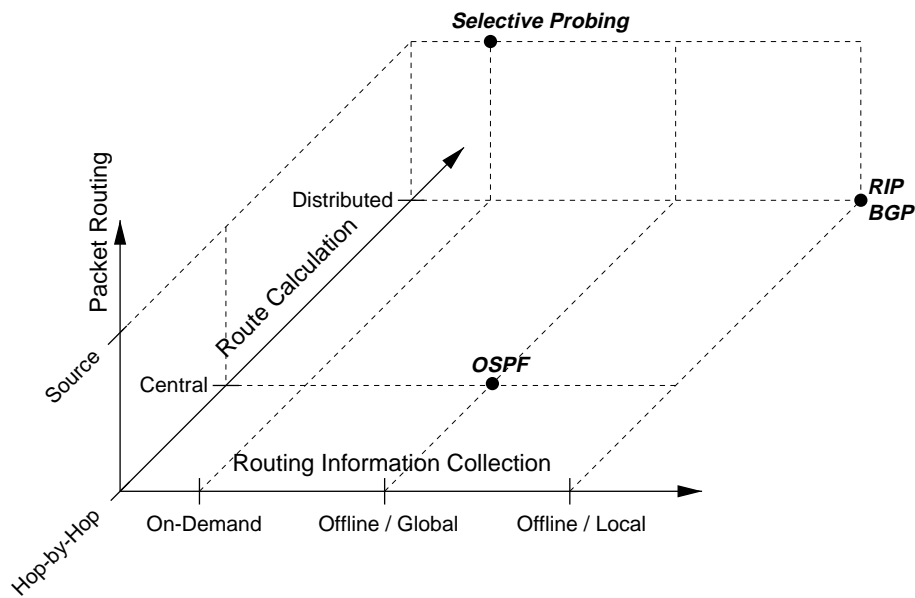 Selective Probing
Packet Routing
Distributed
RIP
BGP
Route Calculation
Source
Central
OSPF
Routing Information Collection
Hop-by-Hop
On-Demand
Offline / Global
Offline / Local